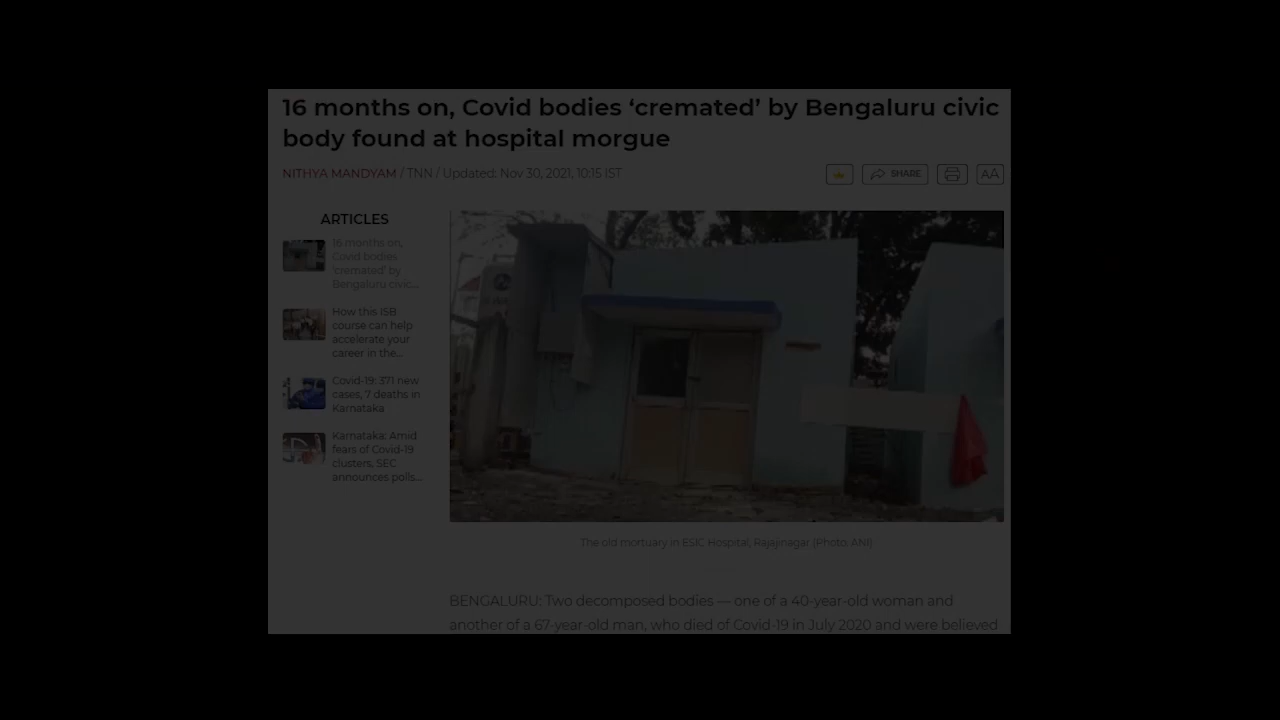 16 months on, Covid bodies ‘cremated’ by Bengaluru civic
body found at hospital morgue
NITHYA MANDYAM / TNN / Updated: Nov 30, 2021, 10:15 IST
SHARE
AA
ARTICLES
16 months on,
Covid bodies
‘cremated’ by
Bengaluru civic...
How this ISB
course can help
accelerate your
career in the...
Covid-19: 371 new
cases, 7 deaths in
Karnataka
Karnataka: Amid
fears of Covid-19
clusters, SEC
announces polls...
The old mortuary in ESIC Hospital, Rajajinagar (Photo: ANI)
BENGALURU: Two decomposed bodies — one of a 40-year-old woman and
another of a 67-year-old man, who died of Covid-19 in July 2020 and were believed